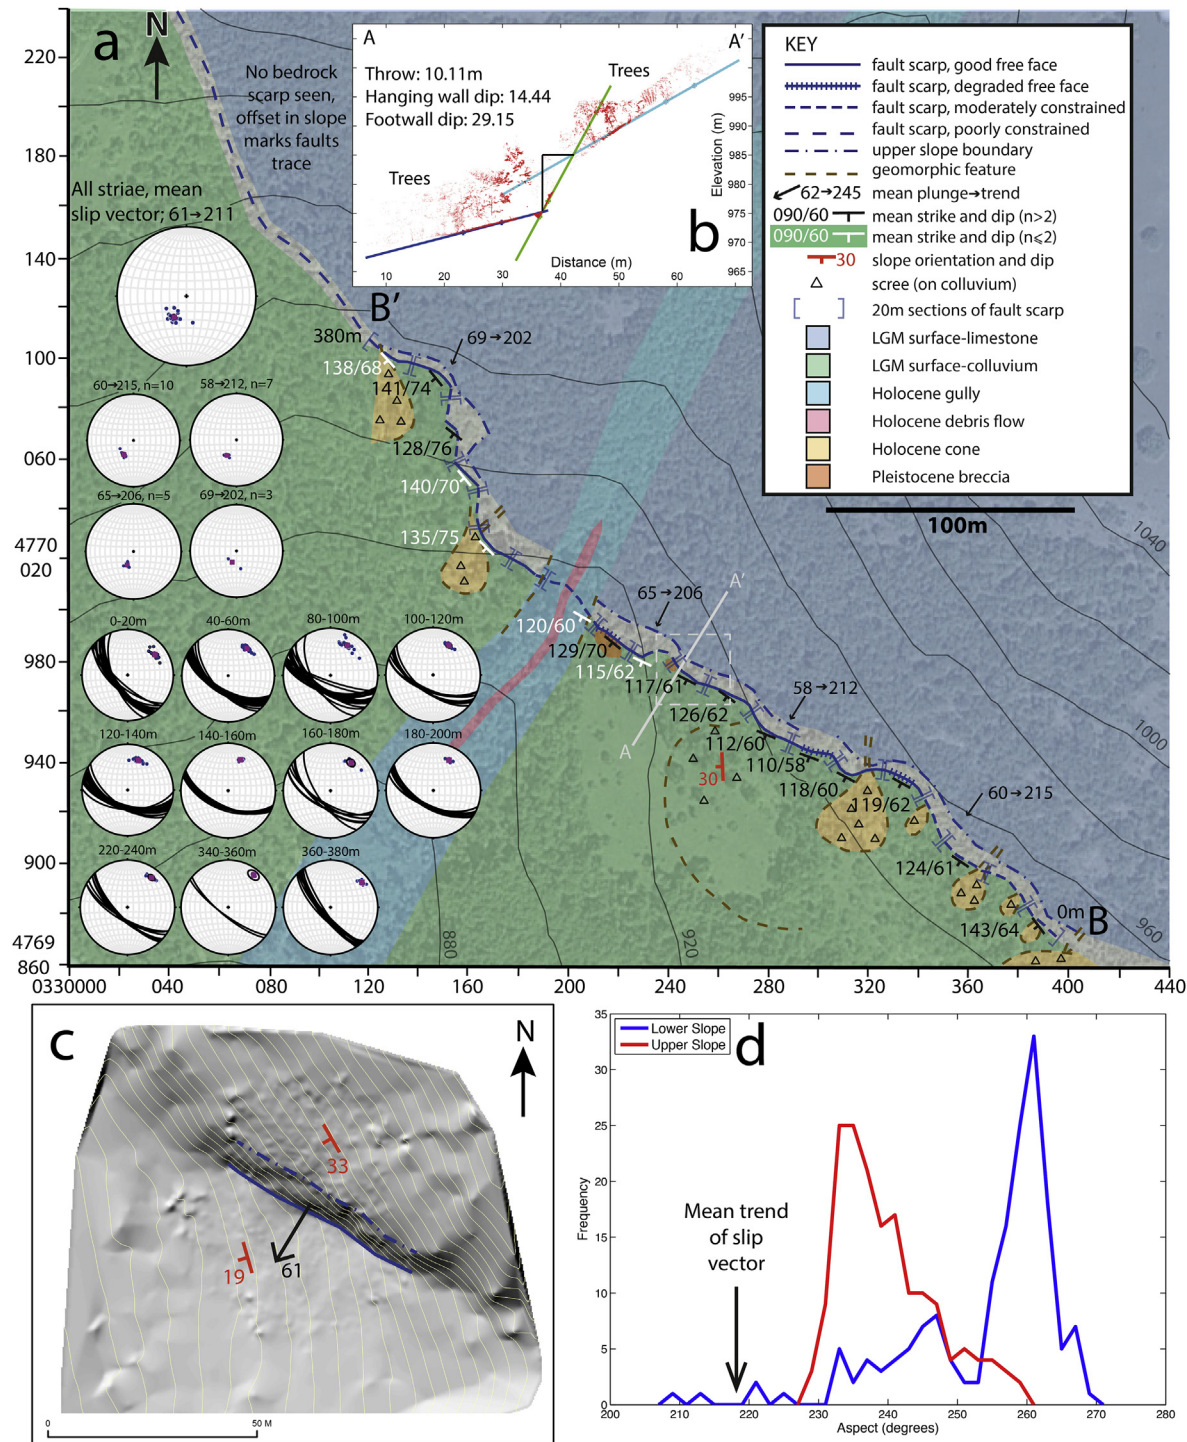 a
N
No bedrock
scarp seen,
offset in slope
marks faults
trace
All striae, mean
slip vector; 61→211
60→215, n=10
58→212, n=7
65→206, n=5
69→202, n=3
0-20m
40-60m
80-100m
100-120m
120-140m
140-160m
160-180m
180-200m
220-240m
340-360m
360-380m
220
180
140
100
060
4770
020
980
940
900
4769
860
0330000
040
080
120
160
200
240
280
320
360
400
440
A
A'
Throw: 10.11m
Hanging wall dip: 14.44
Footwall dip: 29.15
Trees
Trees
b
Elevation (m)
995
990
985
980
975
970
965
10
20
30
40
50
60
70
Distance (m)
KEY
fault scarp, good free face
fault scarp, degraded free face
fault scarp, moderately constrained
fault scarp, poorly constrained
upper slope boundary
geomorphic feature
62→245 mean plunge→trend
090/60 mean strike and dip (n>2)
090/60 mean strike and dip (n⩽2)
30 slope orientation and dip
scree (on colluvium)
20m sections of fault scarp
LGM surface-limestone
LGM surface-colluvium
Holocene gully
Holocene debris flow
Holocene cone
Pleistocene breccia
100m
B'
380m
69→202
138/68
141/74
128/76
140/70
135/75
65→206
A'
120/60
129/70
115/62
117/61
126/62
58→212
A
112/60
110/58
30
118/60
119/62
60→215
124/61
143/64
0m
B
1040
1000
960
920
880
c
N
33
19
61
0
50 M
d
Lower Slope
Upper Slope
Mean trend
of slip
vector
Frequency
35
30
25
20
15
10
5
0
200
210
220
230
240
250
260
270
280
Aspect (degrees)